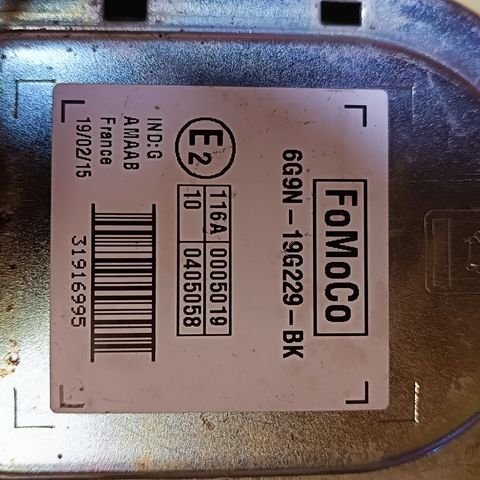 FoMoCo
6G9N-19G229-BK
E2
116A 0005019
10 0405058
IND:G
AMAAB
France
19/02/15
31916995